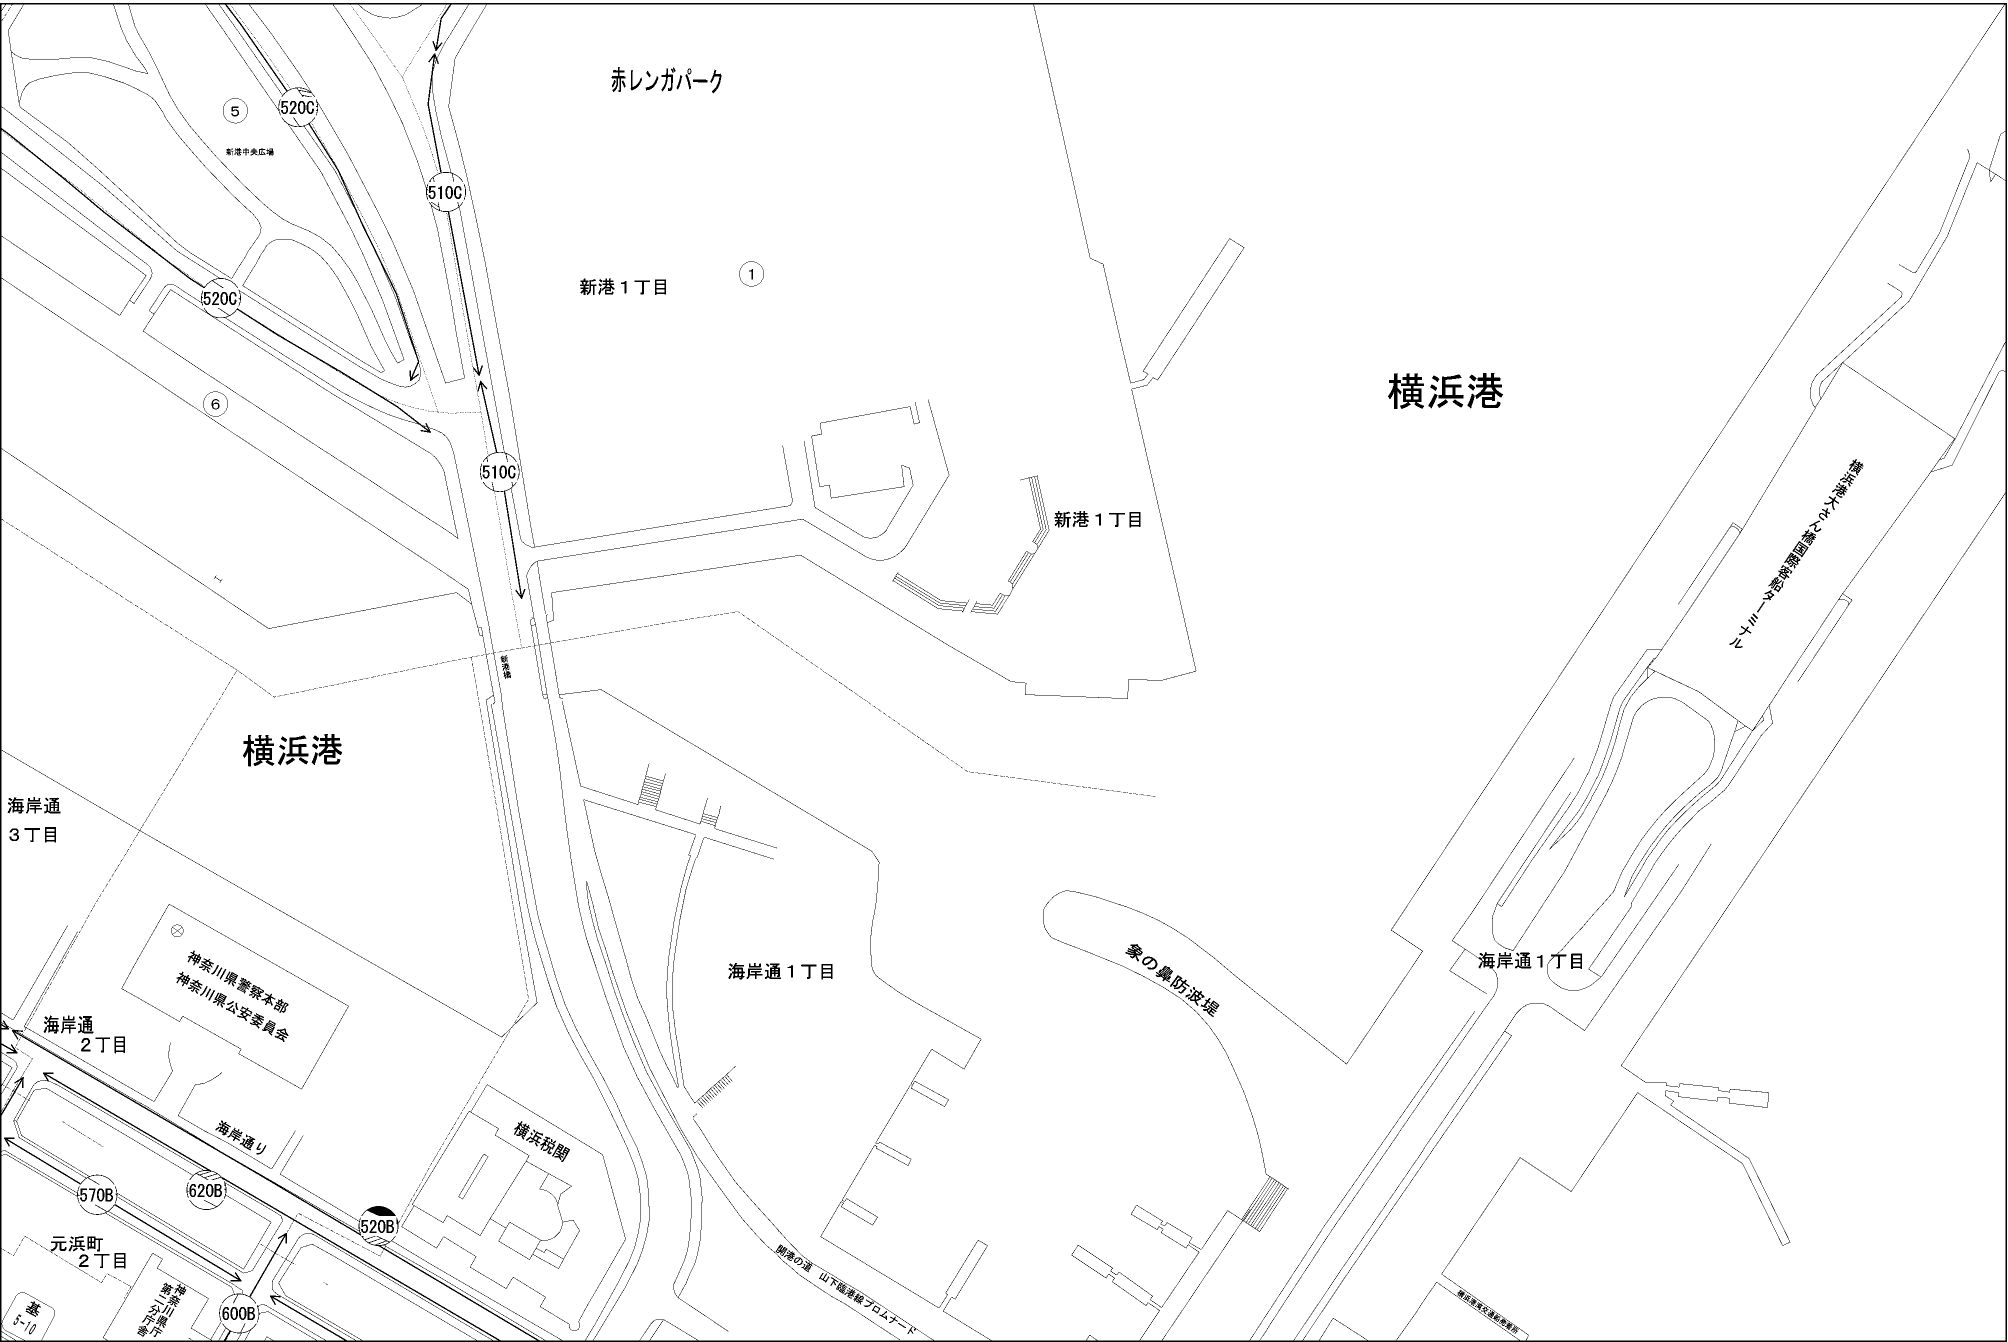 赤レンガパーク
520C
5
新港中央広場
510C
新港1丁目
1
520C
横浜港
6
510C
新港1丁目
横浜港大さん橋国際客船ターミナル
新港橋
横浜港
海岸通
3丁目
神奈川県警察本部
神奈川県公安委員会
海岸通1丁目
象の鼻防波堤
海岸通1丁目
海岸通
2丁目
海岸通り
横浜税関
570B
620B
520B
元浜町
2丁目
神奈川県庁
第二分庁舎
600B
基
5-10
開港の道 山下臨港線プロムナード